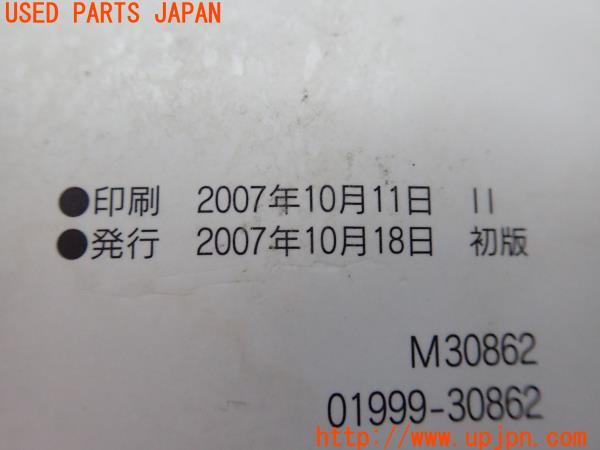 USED PARTS JAPAN
●印刷 2007年10月11日 II
●発行 2007年10月18日 初版
M30862
01999-30862
http://www.upjpn.com